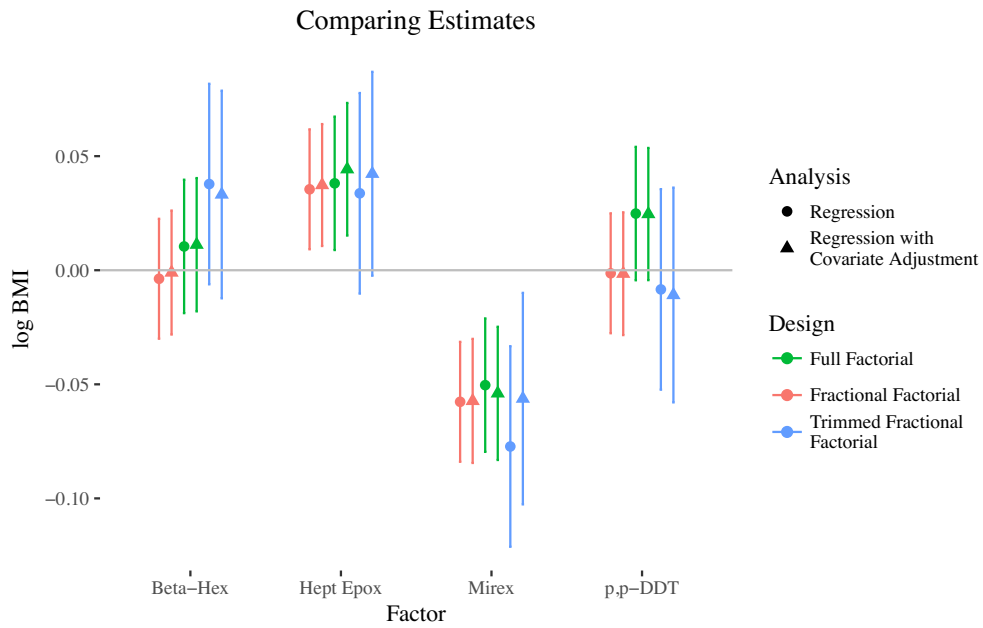 Comparing Estimates
log BMI
0.05
0.00
−0.05
−0.10
Beta−Hex
Hept Epox
Mirex
p,p−DDT
Factor
Analysis
Regression
Regression with
Covariate Adjustment
Design
Full Factorial
Fractional Factorial
Trimmed Fractional
Factorial